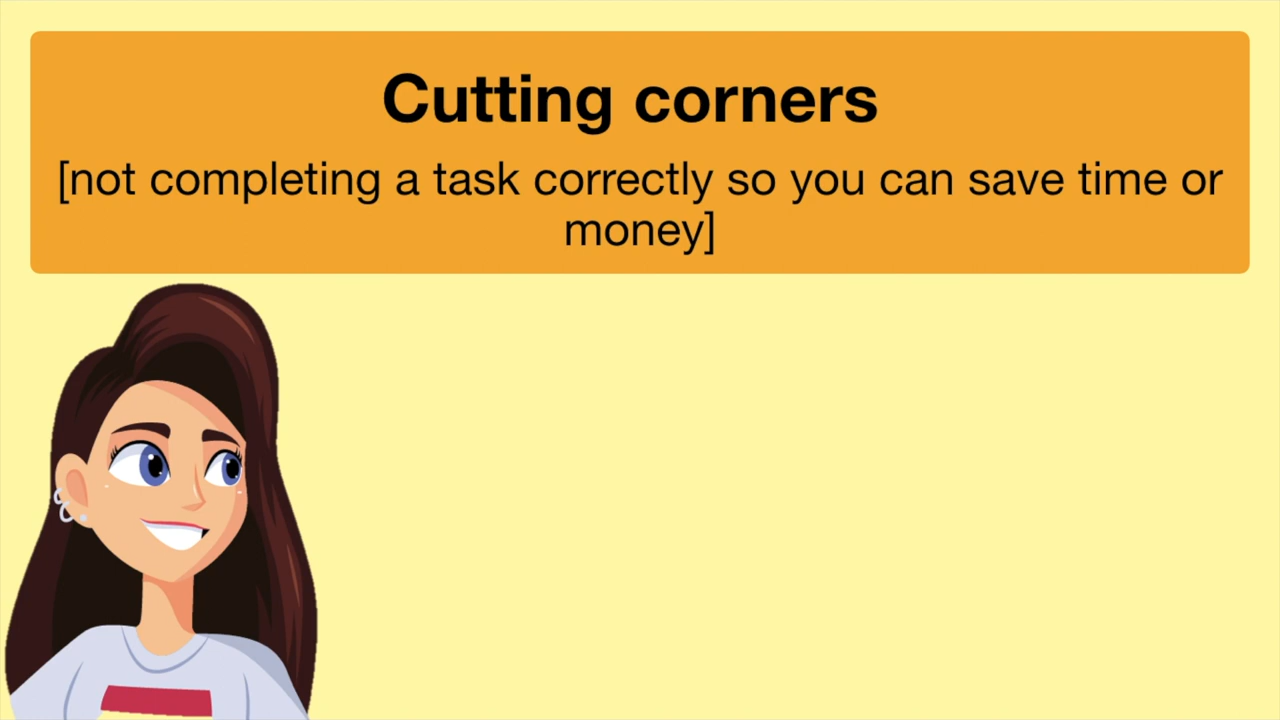 Cutting corners
[not completing a task correctly so you can save time or
money]